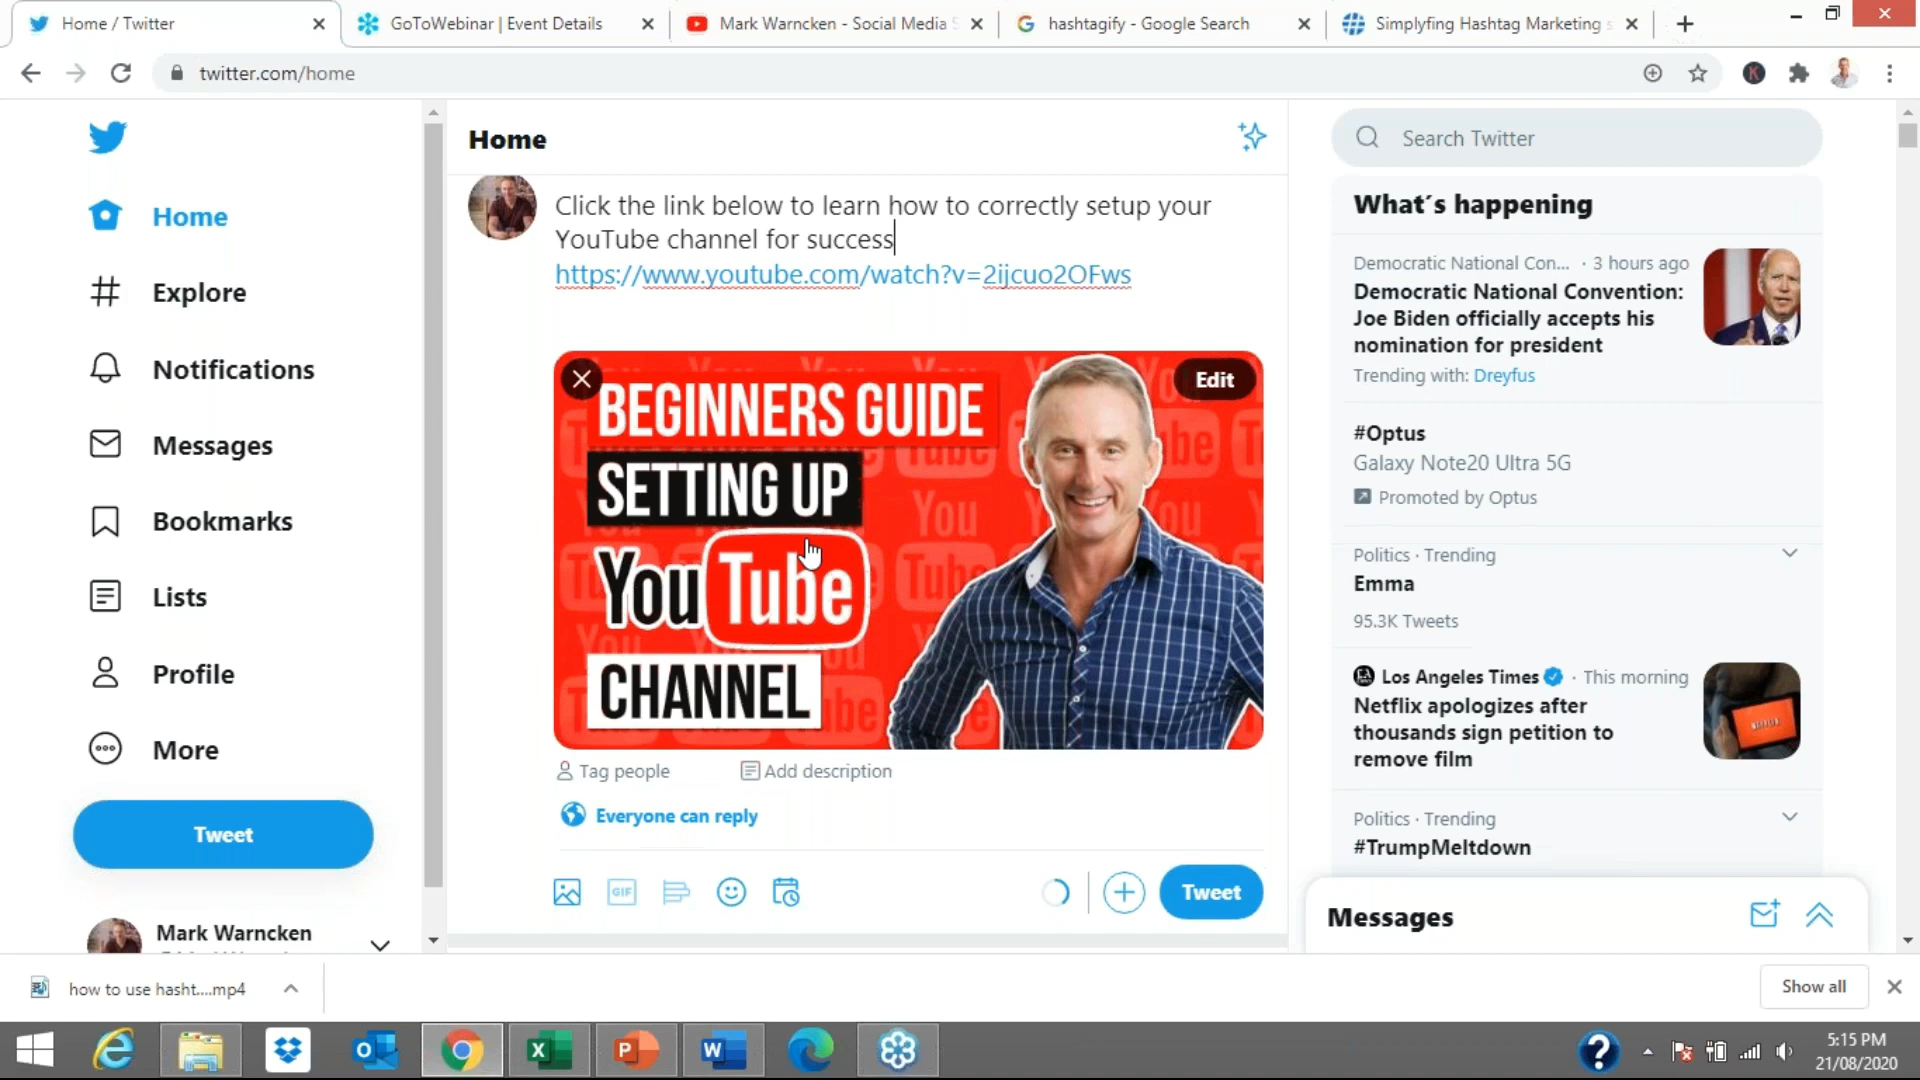 Home / Twitter
GoToWebinar | Event Details
Mark Warncken - Social Media S
hashtagify - Google Search
Simplyfing Hashtag Marketing s
twitter.com/home
Home
Explore
Notifications
Messages
Bookmarks
Lists
Profile
More
Tweet
Mark Warncken
Home
Click the link below to learn how to correctly setup your
YouTube channel for success
https://www.youtube.com/watch?v=2ijcuo2OFws
Edit
BEGINNERS GUIDE
SETTING UP
YouTube
CHANNEL
Tag people
Add description
Everyone can reply
GIF
Tweet
Search Twitter
What's happening
Democratic National Con... · 3 hours ago
Democratic National Convention:
Joe Biden officially accepts his
nomination for president
Trending with: Dreyfus
#Optus
Galaxy Note20 Ultra 5G
Promoted by Optus
Politics · Trending
Emma
95.3K Tweets
Los Angeles Times · This morning
Netflix apologizes after
thousands sign petition to
remove film
NETFLIX
Politics · Trending
#TrumpMeltdown
Messages
how to use hasht....mp4
Show all
5:15 PM
21/08/2020